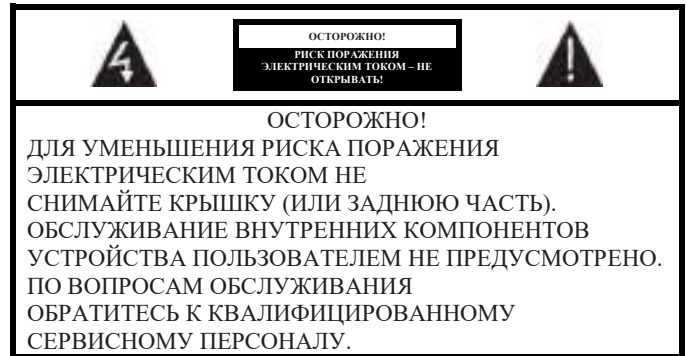 ОСТОРОЖНО!
РИСК ПОРАЖЕНИЯ
ЭЛЕКТРИЧЕСКИМ ТОКОМ – НЕ
ОТКРЫВАТЬ!
ОСТОРОЖНО!
ДЛЯ УМЕНЬШЕНИЯ РИСКА ПОРАЖЕНИЯ
ЭЛЕКТРИЧЕСКИМ ТОКОМ НЕ
СНИМАЙТЕ КРЫШКУ (ИЛИ ЗАДНЮЮ ЧАСТЬ).
ОБСЛУЖИВАНИЕ ВНУТРЕННИХ КОМПОНЕНТОВ
УСТРОЙСТВА ПОЛЬЗОВАТЕЛЕМ НЕ ПРЕДУСМОТРЕНО.
ПО ВОПРОСАМ ОБСЛУЖИВАНИЯ
ОБРАТИТЕСЬ К КВАЛИФИЦИРОВАННОМУ
СЕРВИСНОМУ ПЕРСОНАЛУ.